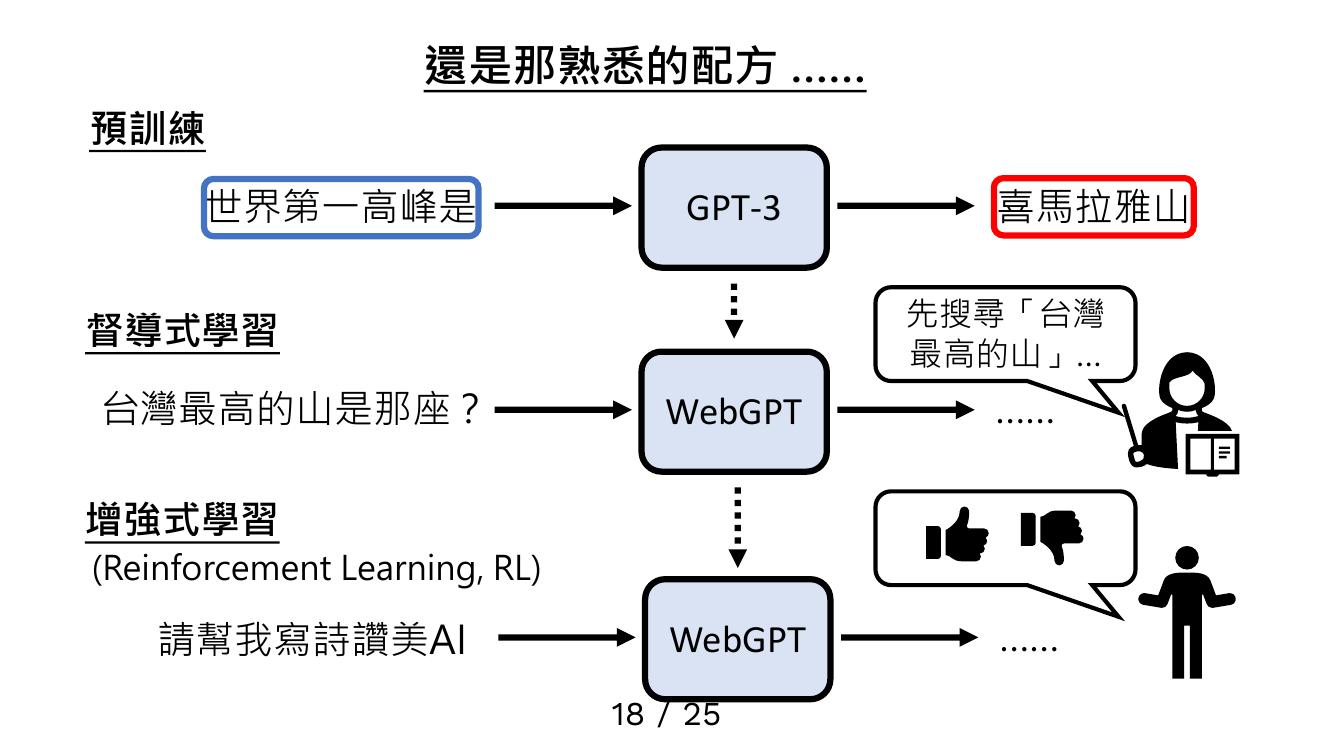 還是那熟悉的配方 ......
預訓練
世界第一高峰是
GPT-3
喜馬拉雅山
先搜尋「台灣
最高的山」...
督導式學習
台灣最高的山是那座？
WebGPT
......
增強式學習
(Reinforcement Learning, RL)
請幫我寫詩讚美AI
WebGPT
......
18 / 25